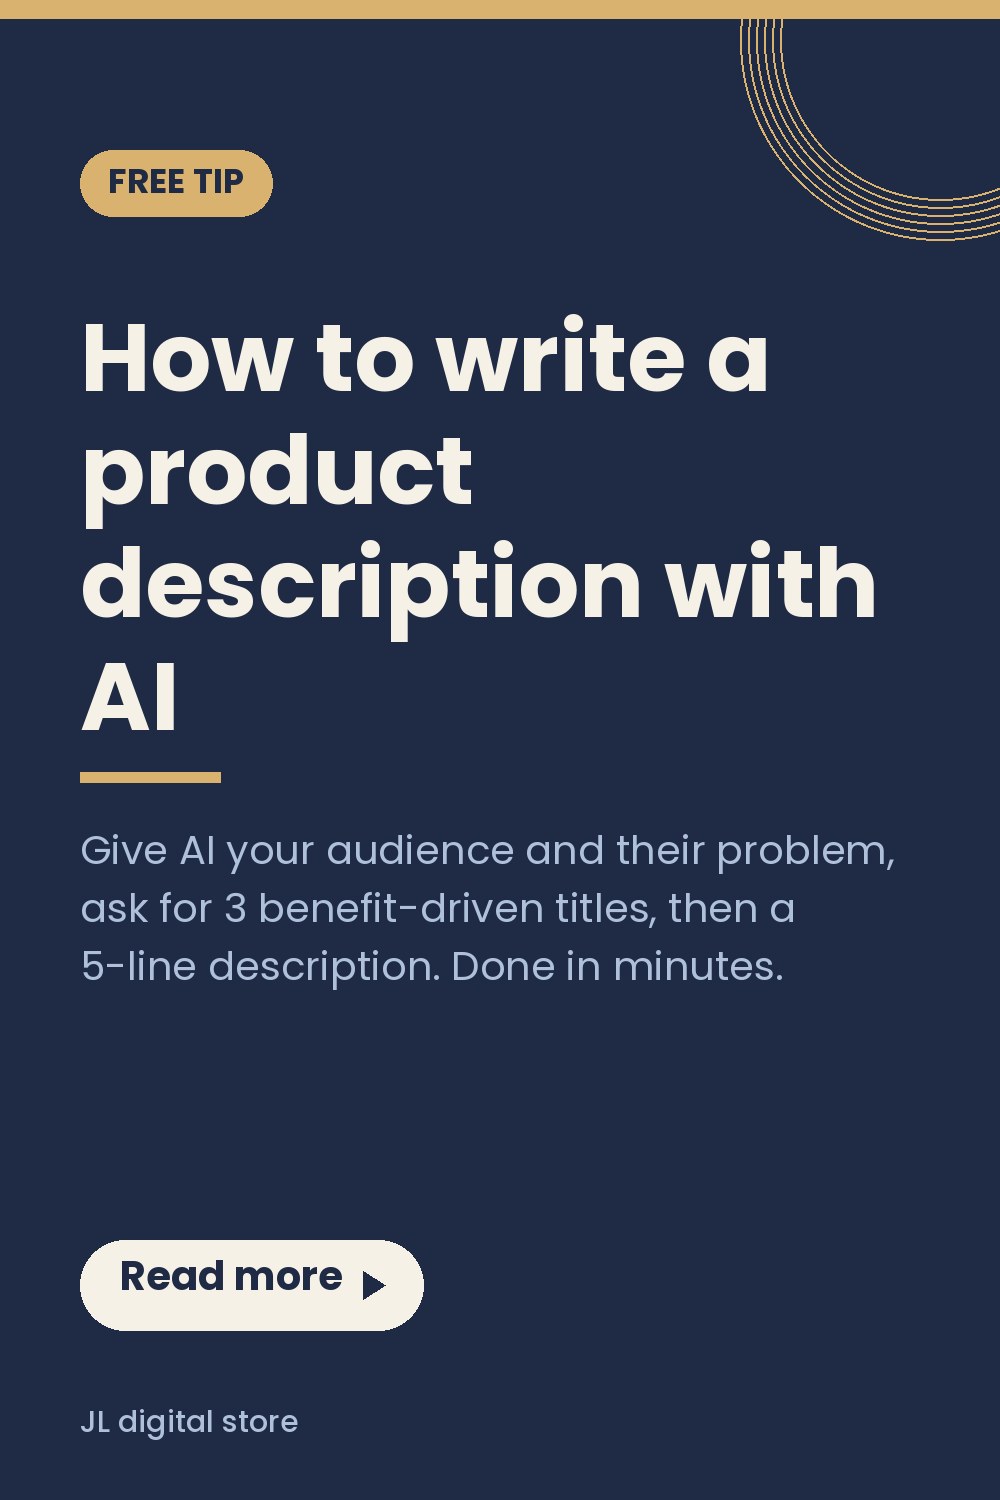 FREE TIP
How to write a
product
description with
AI
Give AI your audience and their problem,
ask for 3 benefit-driven titles, then a
5-line description. Done in minutes.
Read more
JL digital store